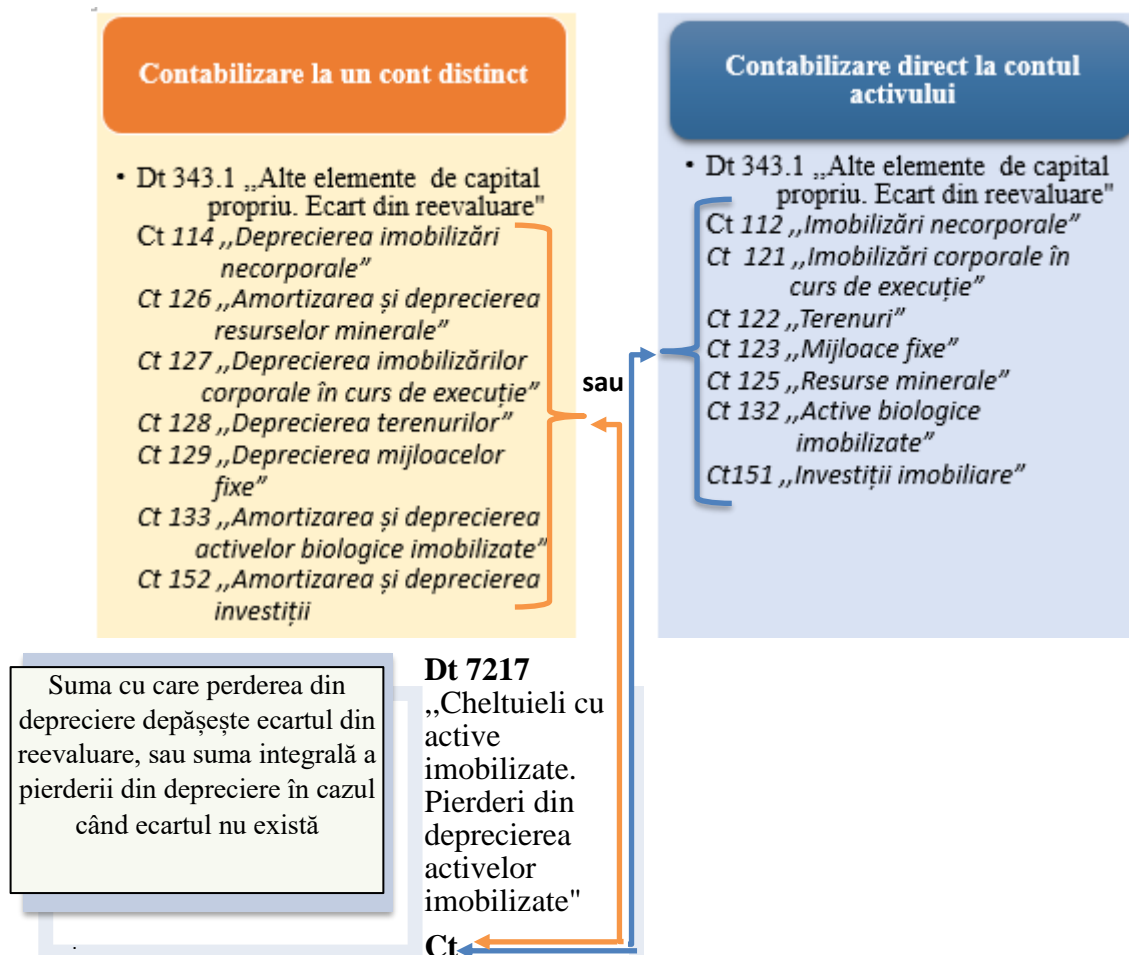 Contabilizare la un cont distinct
• Dt 343.1 ,,Alte elemente de capital
propriu. Ecart din reevaluare"
Ct 114 ,,Deprecierea imobilizări
necorporale”
Ct 126 ,,Amortizarea și deprecierea
resurselor minerale”
Ct 127 ,,Deprecierea imobilizărilor
corporale în curs de execuție”
Ct 128 ,,Deprecierea terenurilor”
Ct 129 ,,Deprecierea mijloacelor
fixe”
Ct 133 ,,Amortizarea și deprecierea
activelor biologice imobilizate”
Ct 152 ,,Amortizarea și deprecierea
investiții
sau
Contabilizare direct la contul
activului
• Dt 343.1 ,,Alte elemente de capital
propriu. Ecart din reevaluare"
Ct 112 ,,Imobilizări necorporale”
Ct 121 ,,Imobilizări corporale în
curs de execuție”
Ct 122 ,,Terenuri”
Ct 123 ,,Mijloace fixe”
Ct 125 ,,Resurse minerale”
Ct 132 ,,Active biologice
imobilizate”
Ct151 ,,Investiții imobiliare”
Suma cu care perderea din
depreciere depășește ecartul din
reevaluare, sau suma integrală a
pierderii din depreciere în cazul
când ecartul nu există
.
Dt 7217
,,Cheltuieli cu
active
imobilizate.
Pierderi din
deprecierea
activelor
imobilizate"
Ct